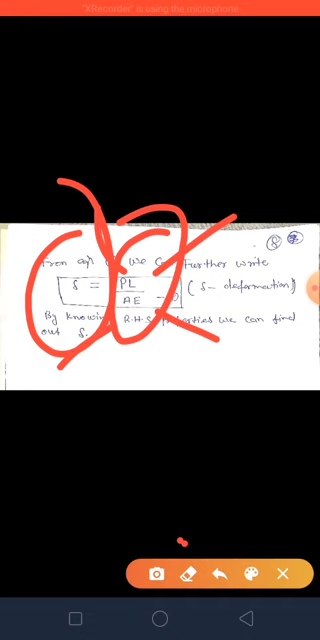 "XRecorder" is using the microphone
8
From eqn we can Further write
δ = PL / AE (δ - deformation)
By knowing R.H.S properties we can find
out δ.